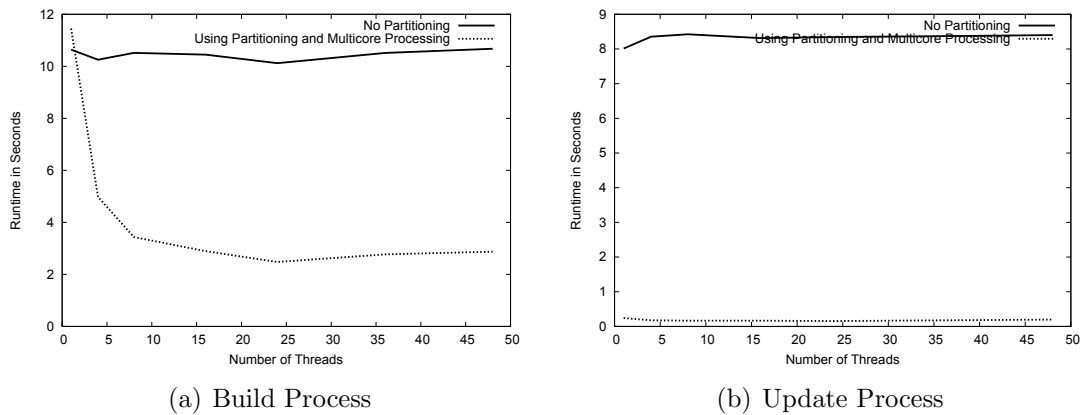 12
10
8
6
4
2
0
Runtime in Seconds
No Partitioning
Using Partitioning and Multicore Processing
0 5 10 15 20 25 30 35 40 45 50
Number of Threads
(a) Build Process
9
8
7
6
5
4
3
2
1
0
Runtime in Seconds
No Partitioning
Using Partitioning and Multicore Processing
0 5 10 15 20 25 30 35 40 45 50
Number of Threads
(b) Update Process